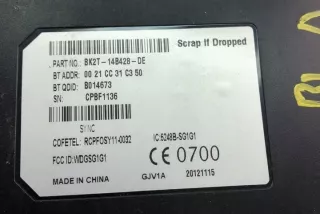 Scrap If Dropped
PART NO.: BK2T-14B428-DE
BT ADDR: 00 21 CC 31 C3 50
BT QDID: B014673
SN: CPBF1136
SYNC
COFETEL: RCPFOSY11-0032 IC:5248B-SG1G1
FCC ID:WDGSG1G1 CE 0700
MADE IN CHINA GJV1A 20121115